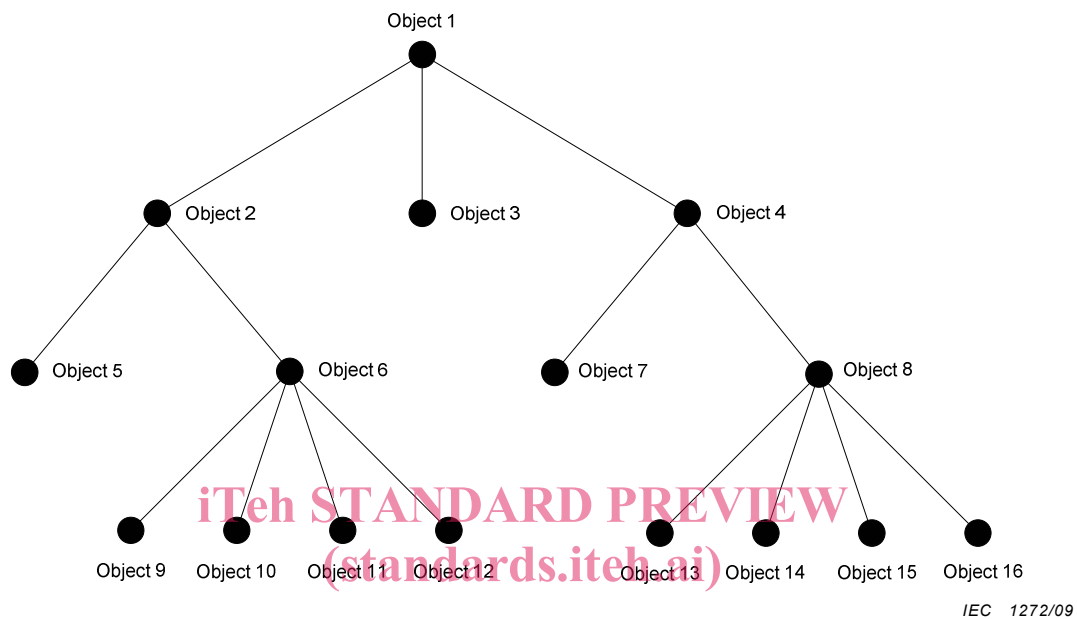 Object 1
Object 2
Object 3
Object 4
Object 5
Object 6
Object 7
Object 8
iTeh STANDARD PREVIEW
(standards.iteh.ai)
Object 9
Object 10
Object 11
Object 12
Object 13
Object 14
Object 15
Object 16
IEC 1272/09